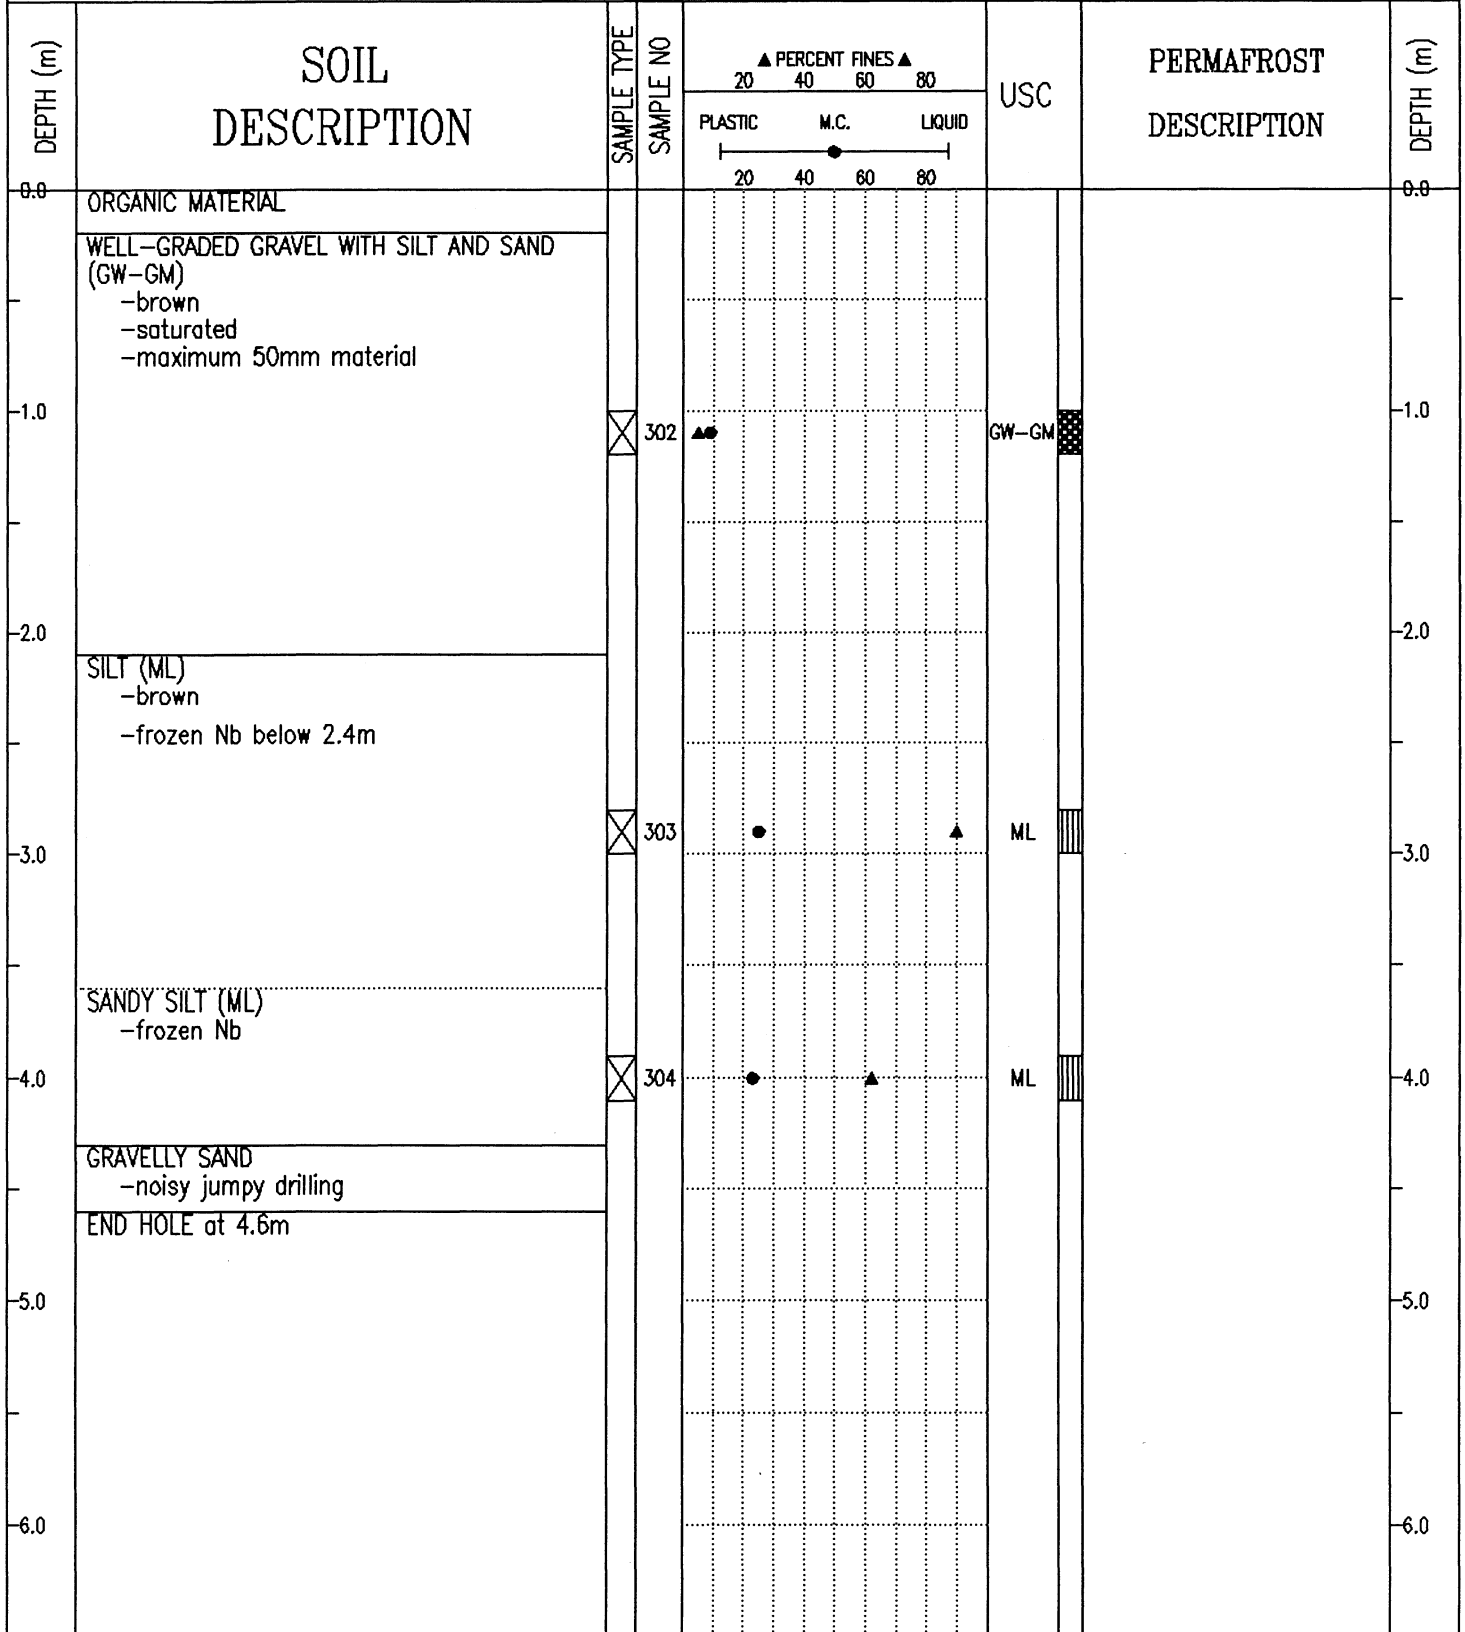 DEPTH (m)
SOIL
DESCRIPTION
SAMPLE TYPE
SAMPLE NO
▲ PERCENT FINES ▲
20 40 60 80
PLASTIC M.C. LIQUID
20 40 60 80
USC
PERMAFROST
DESCRIPTION
DEPTH (m)
0.0 0.0
ORGANIC MATERIAL
WELL-GRADED GRAVEL WITH SILT AND SAND
(GW-GM)
-brown
-saturated
-maximum 50mm material
1.0 1.0
302 GW-GM
2.0 2.0
SILT (ML)
-brown
-frozen Nb below 2.4m
303 ML
3.0 3.0
SANDY SILT (ML)
-frozen Nb
4.0 304 ML 4.0
GRAVELLY SAND
-noisy jumpy drilling
END HOLE at 4.6m
5.0 5.0
6.0 6.0